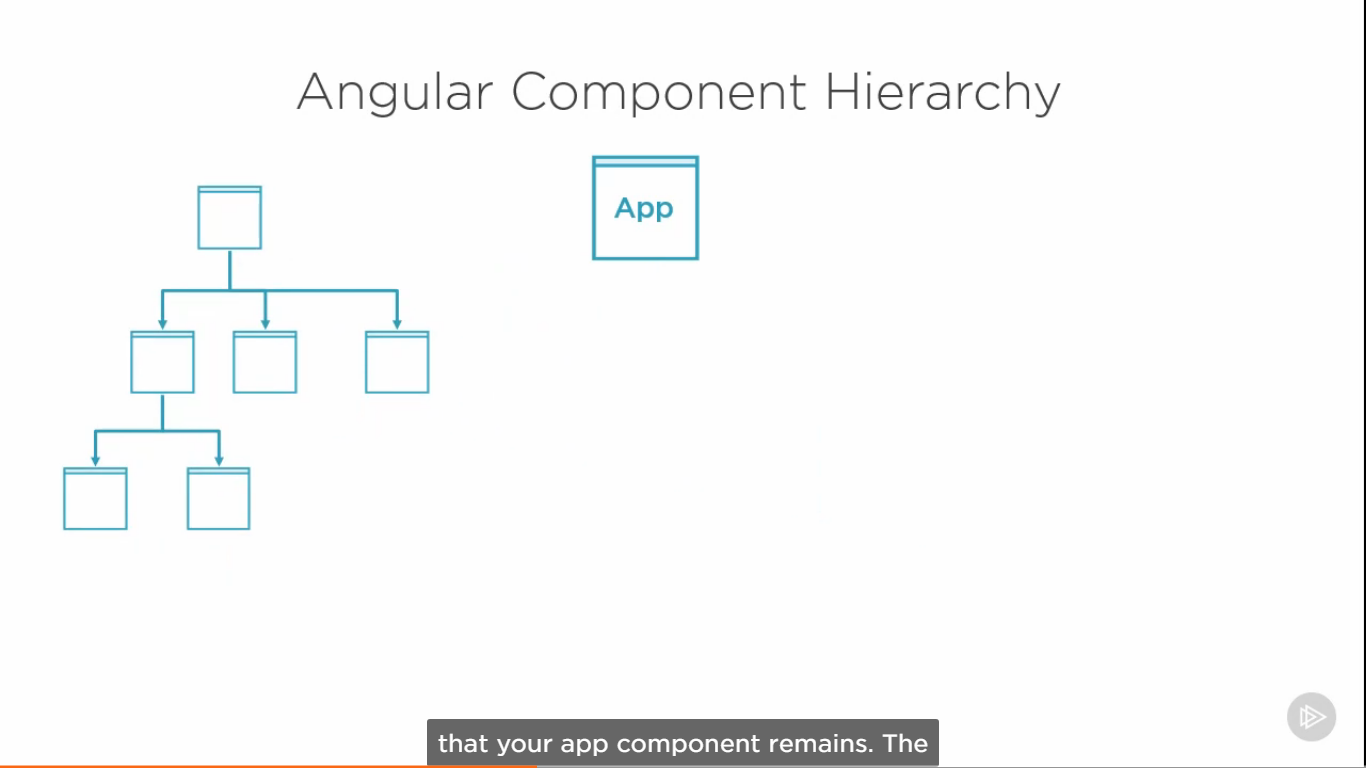 Angular Component Hierarchy
App
that your app component remains. The